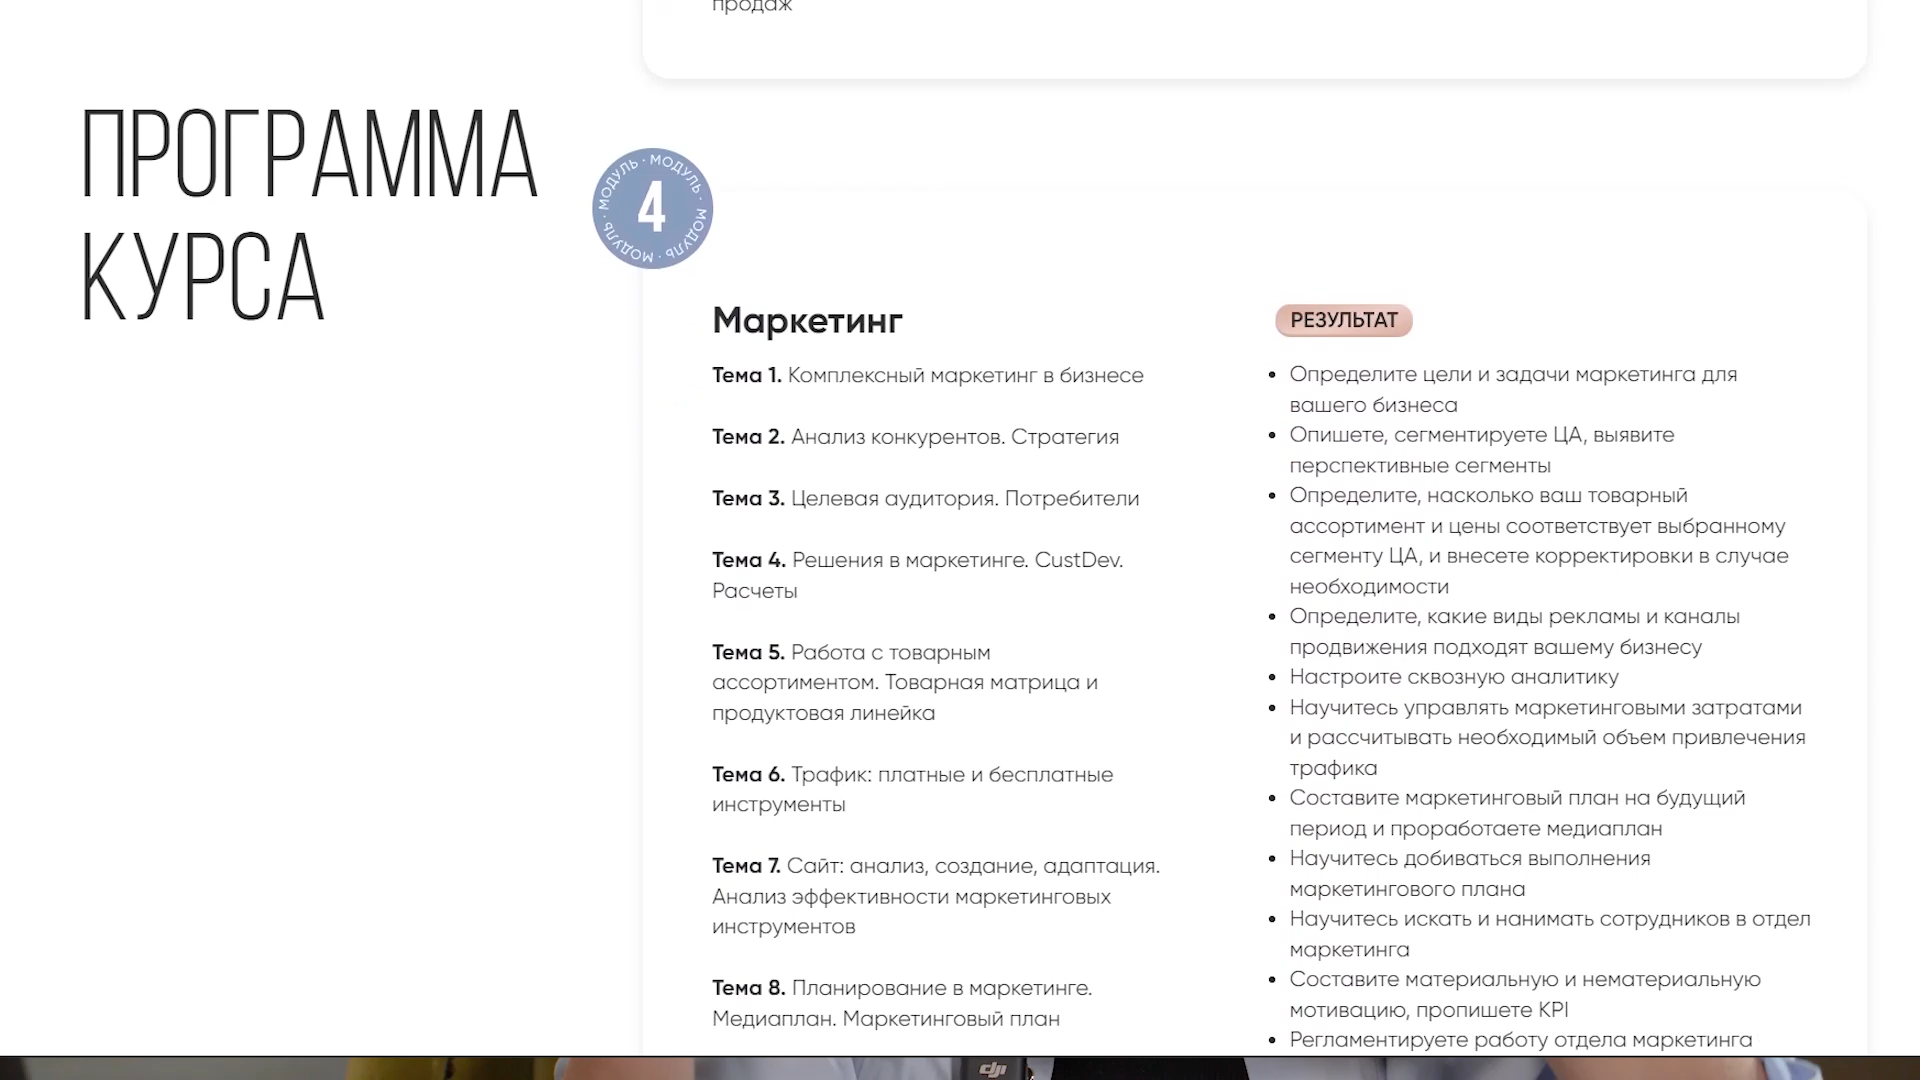 продаж
ПРОГРАММА
КУРСА
МОДУЛЬ · МОДУЛЬ · МОДУЛЬ · МОДУЛЬ ·
4
Маркетинг
Тема 1. Комплексный маркетинг в бизнесе
Тема 2. Анализ конкурентов. Стратегия
Тема 3. Целевая аудитория. Потребители
Тема 4. Решения в маркетинге. CustDev.
Расчеты
Тема 5. Работа с товарным
ассортиментом. Товарная матрица и
продуктовая линейка
Тема 6. Трафик: платные и бесплатные
инструменты
Тема 7. Сайт: анализ, создание, адаптация.
Анализ эффективности маркетинговых
инструментов
Тема 8. Планирование в маркетинге.
Медиаплан. Маркетинговый план
РЕЗУЛЬТАТ
• Определите цели и задачи маркетинга для
вашего бизнеса
• Опишете, сегментируете ЦА, выявите
перспективные сегменты
• Определите, насколько ваш товарный
ассортимент и цены соответствует выбранному
сегменту ЦА, и внесете корректировки в случае
необходимости
• Определите, какие виды рекламы и каналы
продвижения подходят вашему бизнесу
• Настроите сквозную аналитику
• Научитесь управлять маркетинговыми затратами
и рассчитывать необходимый объем привлечения
трафика
• Составите маркетинговый план на будущий
период и проработаете медиаплан
• Научитесь добиваться выполнения
маркетингового плана
• Научитесь искать и нанимать сотрудников в отдел
маркетинга
• Составите материальную и нематериальную
мотивацию, пропишете KPI
• Регламентируете работу отдела маркетинга
dji